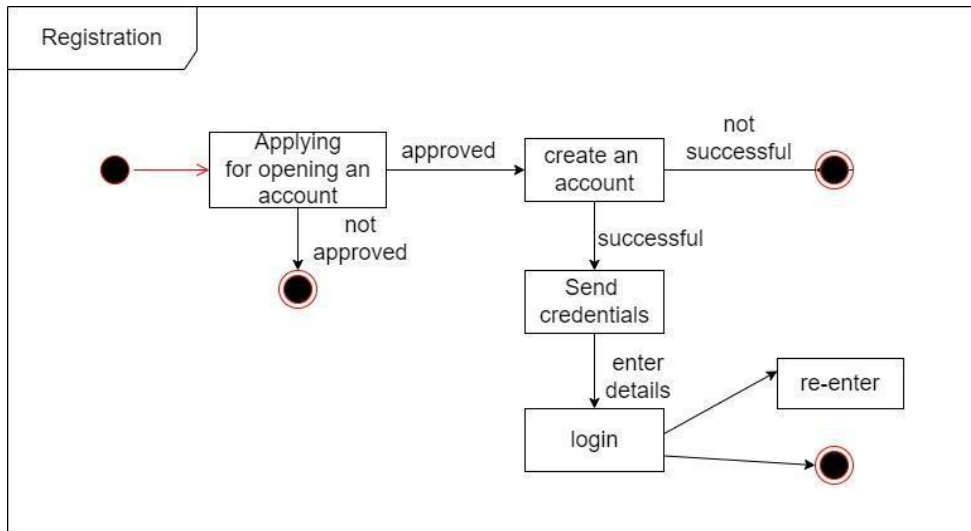 Registration
Applying
for opening an
account
approved
create an
account
not
successful
not
approved
successful
Send
credentials
enter
details
re-enter
login